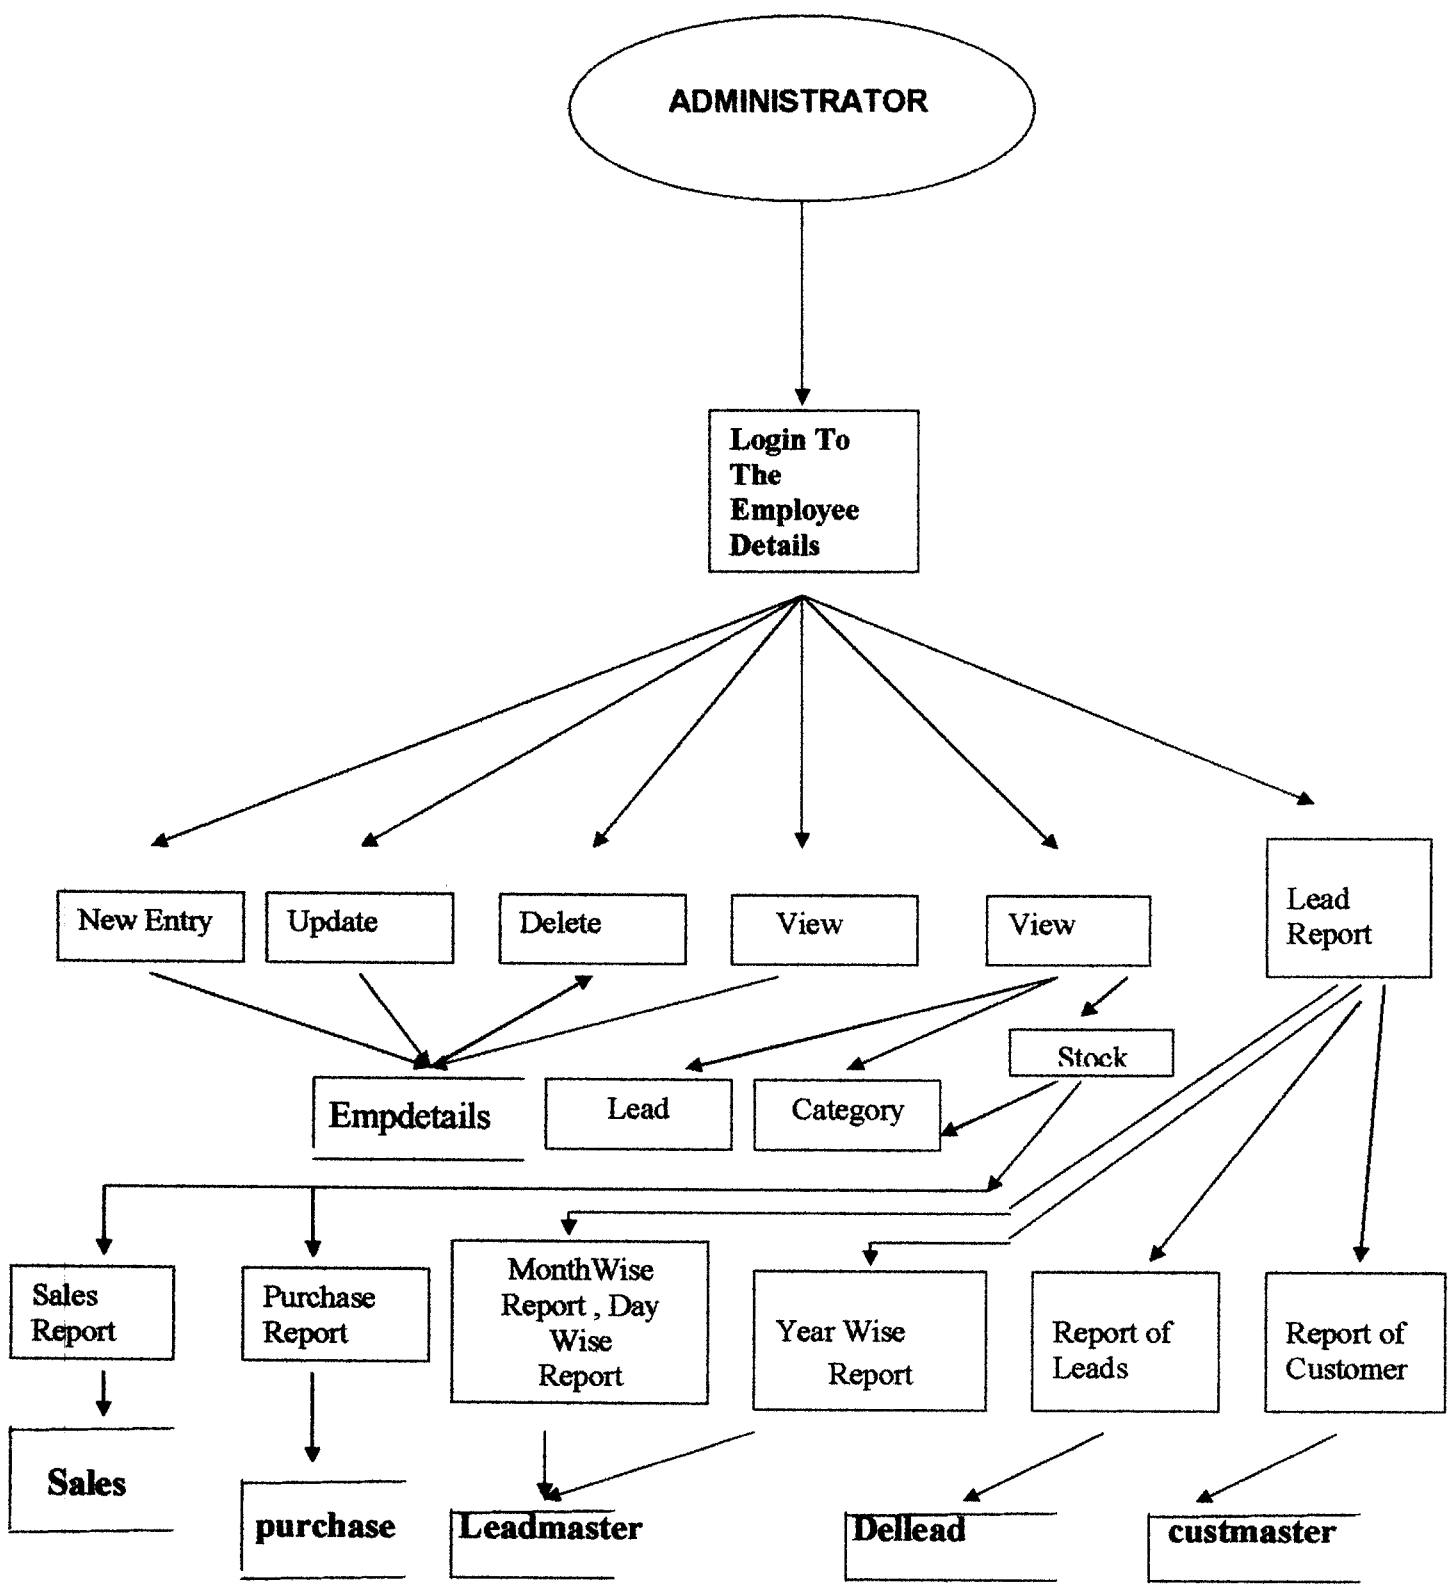 ADMINISTRATOR
Login To
The
Employee
Details
New Entry
Update
Delete
View
View
Lead
Report
Stock
Empdetails
Lead
Category
Sales
Report
Purchase
Report
MonthWise
Report , Day
Wise
Report
Year Wise
Report
Report of
Leads
Report of
Customer
Sales
purchase
Leadmaster
Dellead
custmaster